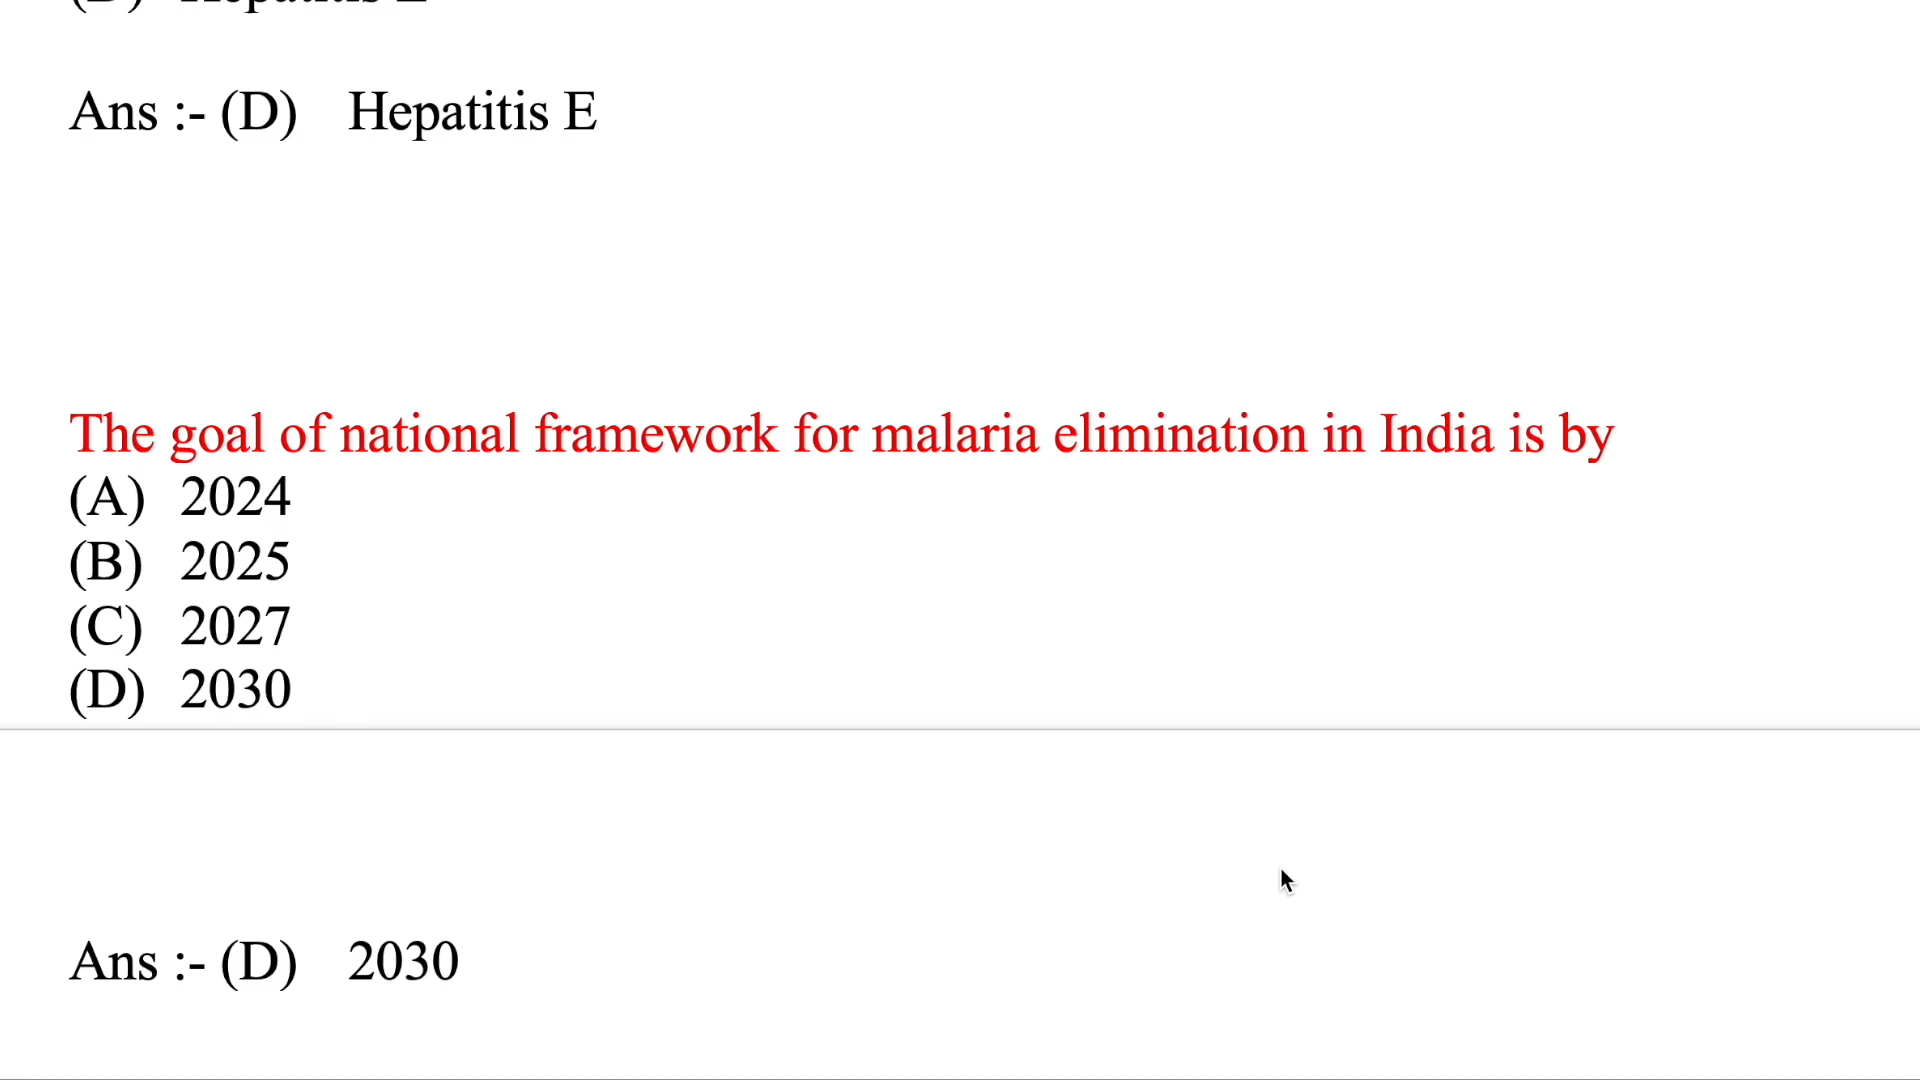 Ans :- (D) Hepatitis E
The goal of national framework for malaria elimination in India is by
(A) 2024
(B) 2025
(C) 2027
(D) 2030
Ans :- (D) 2030